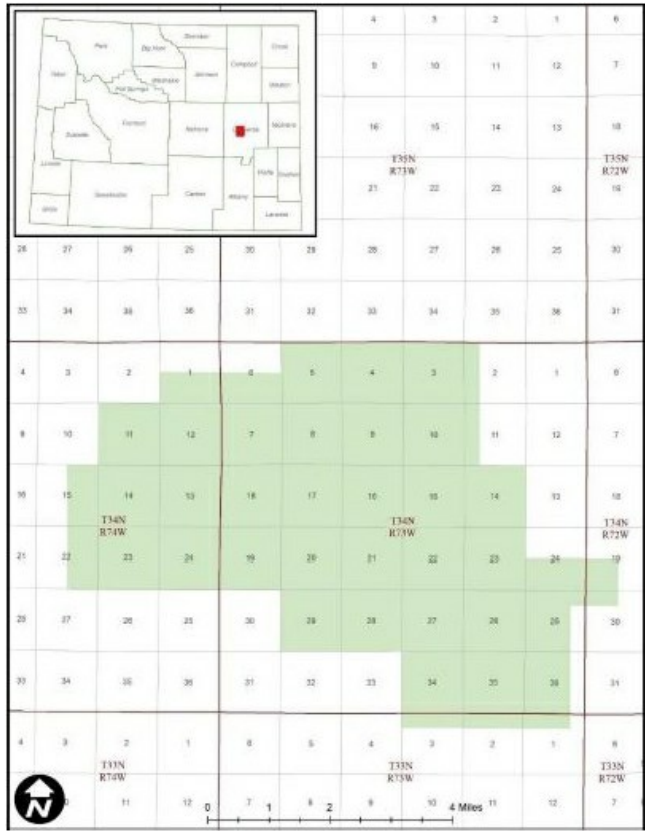 4 3 2 1 6
Park
Big Horn
Sheridan
Campbell
Crook
Johnson
Weston
Washakie
Hot Springs
Teton
9 10 11 12 7
Fremont
Natrona
Niobrara
Sublette
16 15 14 13 18
T35N
R73W
T35N
R72W
Lincoln
Platte
Goshen
21 22 23 24 19
Sweetwater
Carbon
Albany
Uinta
Laramie
28 27 26 25 30 29 28 27 26 25 30
33 34 35 36 31 32 33 34 35 36 31
4 3 2 1 6 5 4 3 2 1 6
9 10 11 12 7 8 9 10 11 12 7
16 15 14 13 18 17 16 15 14 13 18
T34N
R74W
T34N
R73W
T34N
R72W
21 22 23 24 19 20 21 22 23 24 19
28 27 26 25 30 29 28 27 26 25 30
33 34 35 36 31 32 33 34 35 36 31
4 3 2 1 6 5 4 3 2 1 6
T33N
R74W
T33N
R73W
T33N
R72W
N
11 12 7 8 9 10 11 12 7
0 1 2 4 Miles